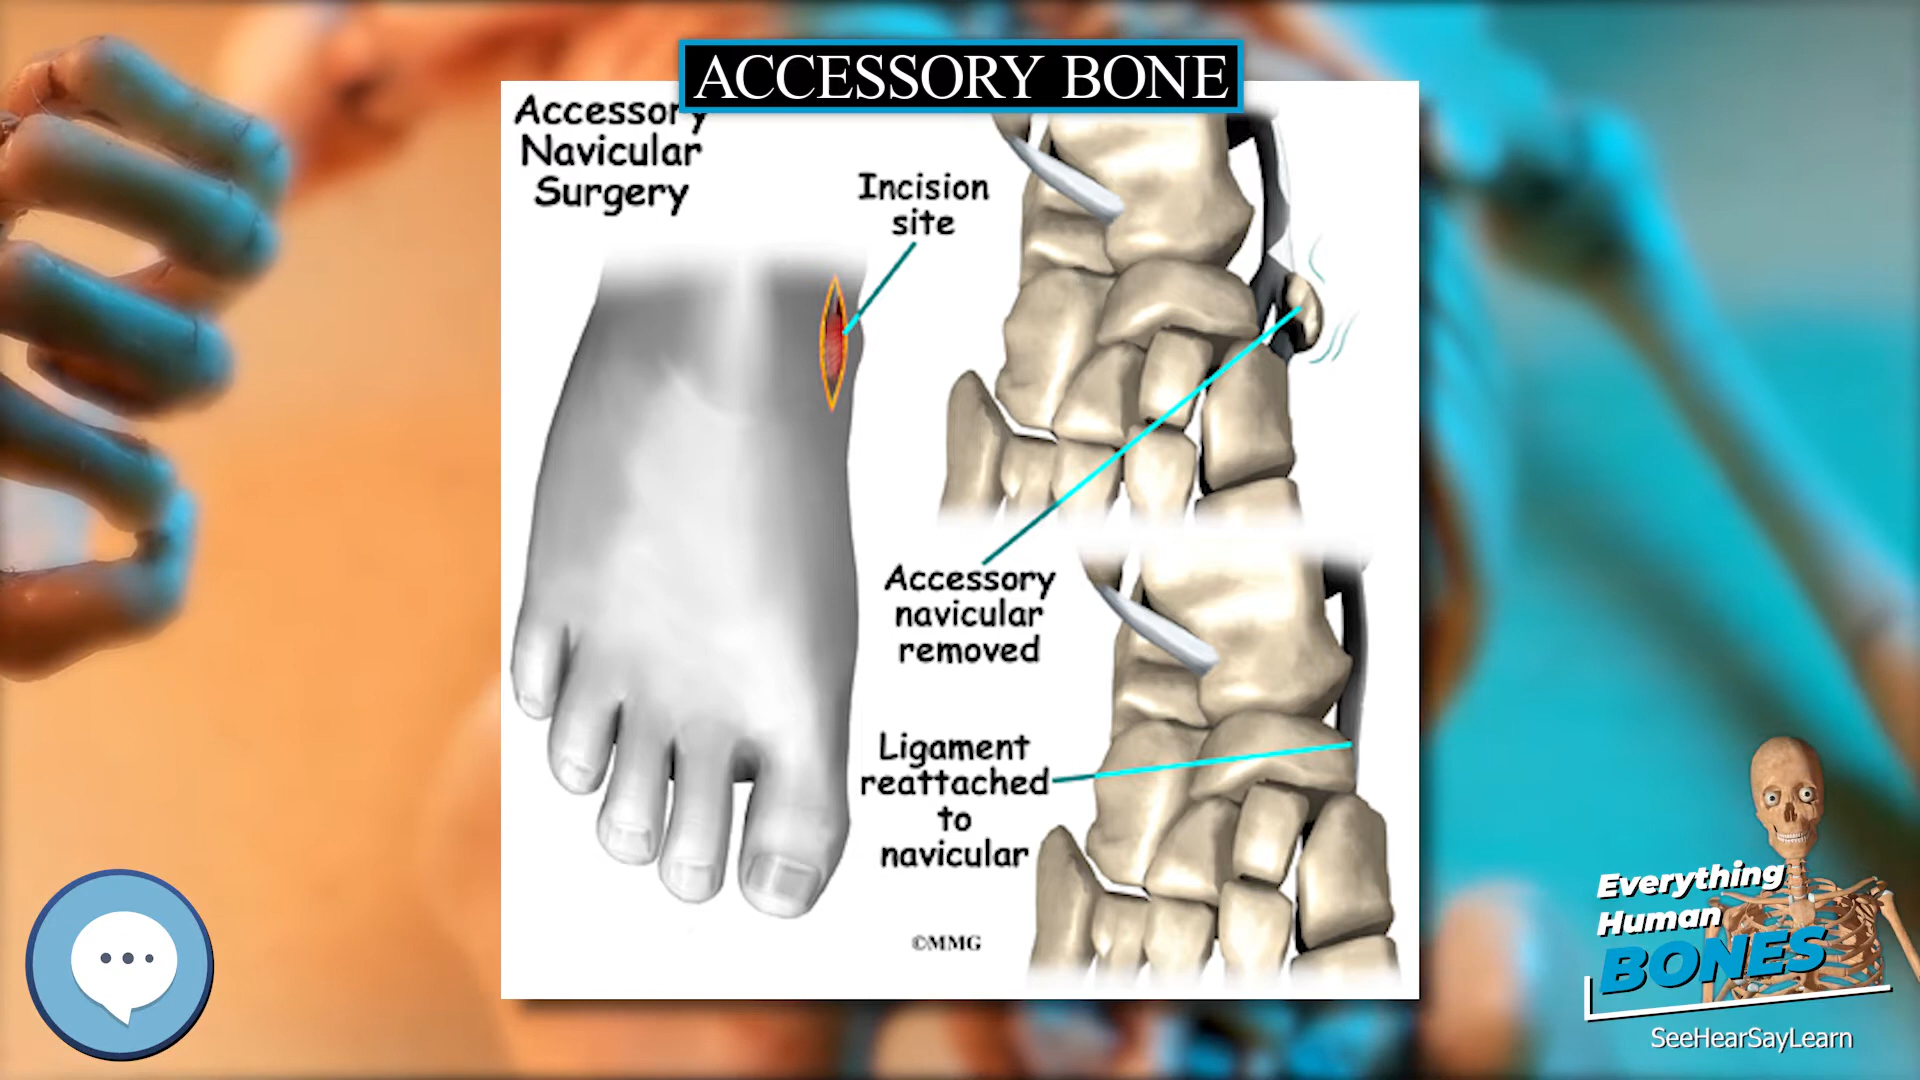 ACCESSORY BONE
Accessory
Navicular
Surgery
Incision
site
Accessory
navicular
removed
Ligament
reattached
to
navicular
©MMG
Everything
Human
BONES
SeeHearSayLearn